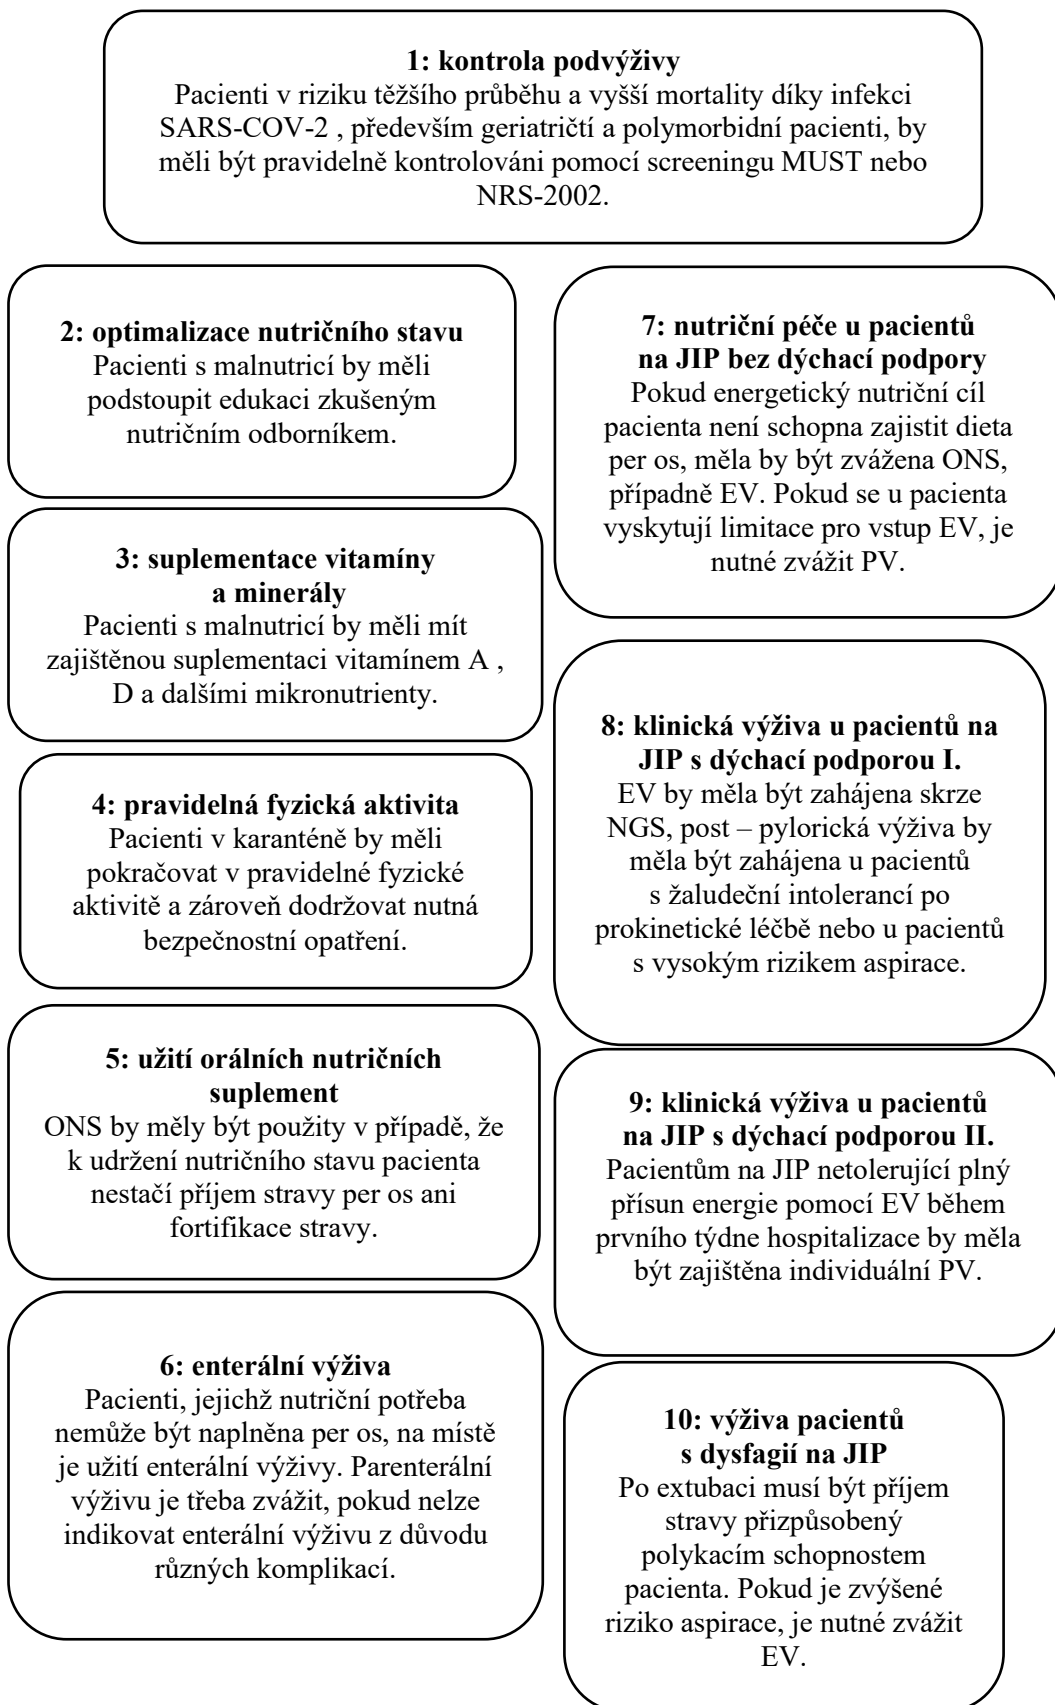 1: kontrola podvýživy
Pacienti v riziku těžšího průběhu a vyšší mortality díky infekci
SARS-COV-2 , především geriatričtí a polymorbidní pacienti, by
měli být pravidelně kontrolováni pomocí screeningu MUST nebo
NRS-2002.
2: optimalizace nutričního stavu
Pacienti s malnutricí by měli
podstoupit edukaci zkušeným
nutričním odborníkem.
3: suplementace vitamíny
a minerály
Pacienti s malnutricí by měli mít
zajištěnou suplementaci vitamínem A ,
D a dalšími mikronutrienty.
4: pravidelná fyzická aktivita
Pacienti v karanténě by měli
pokračovat v pravidelné fyzické
aktivitě a zároveň dodržovat nutná
bezpečnostní opatření.
5: užití orálních nutričních
suplement
ONS by měly být použity v případě, že
k udržení nutričního stavu pacienta
nestačí příjem stravy per os ani
fortifikace stravy.
6: enterální výživa
Pacienti, jejichž nutriční potřeba
nemůže být naplněna per os, na místě
je užití enterální výživy. Parenterální
výživu je třeba zvážit, pokud nelze
indikovat enterální výživu z důvodu
různých komplikací.
7: nutriční péče u pacientů
na JIP bez dýchací podpory
Pokud energetický nutriční cíl
pacienta není schopna zajistit dieta
per os, měla by být zvážena ONS,
případně EV. Pokud se u pacienta
vyskytují limitace pro vstup EV, je
nutné zvážit PV.
8: klinická výživa u pacientů na
JIP s dýchací podporou I.
EV by měla být zahájena skrze
NGS, post – pylorická výživa by
měla být zahájena u pacientů
s žaludeční intolerancí po
prokinetické léčbě nebo u pacientů
s vysokým rizikem aspirace.
9: klinická výživa u pacientů
na JIP s dýchací podporou II.
Pacientům na JIP netolerující plný
přísun energie pomocí EV během
prvního týdne hospitalizace by měla
být zajištěna individuální PV.
10: výživa pacientů
s dysfagií na JIP
Po extubaci musí být příjem
stravy přizpůsobený
polykacím schopnostem
pacienta. Pokud je zvýšené
riziko aspirace, je nutné zvážit
EV.